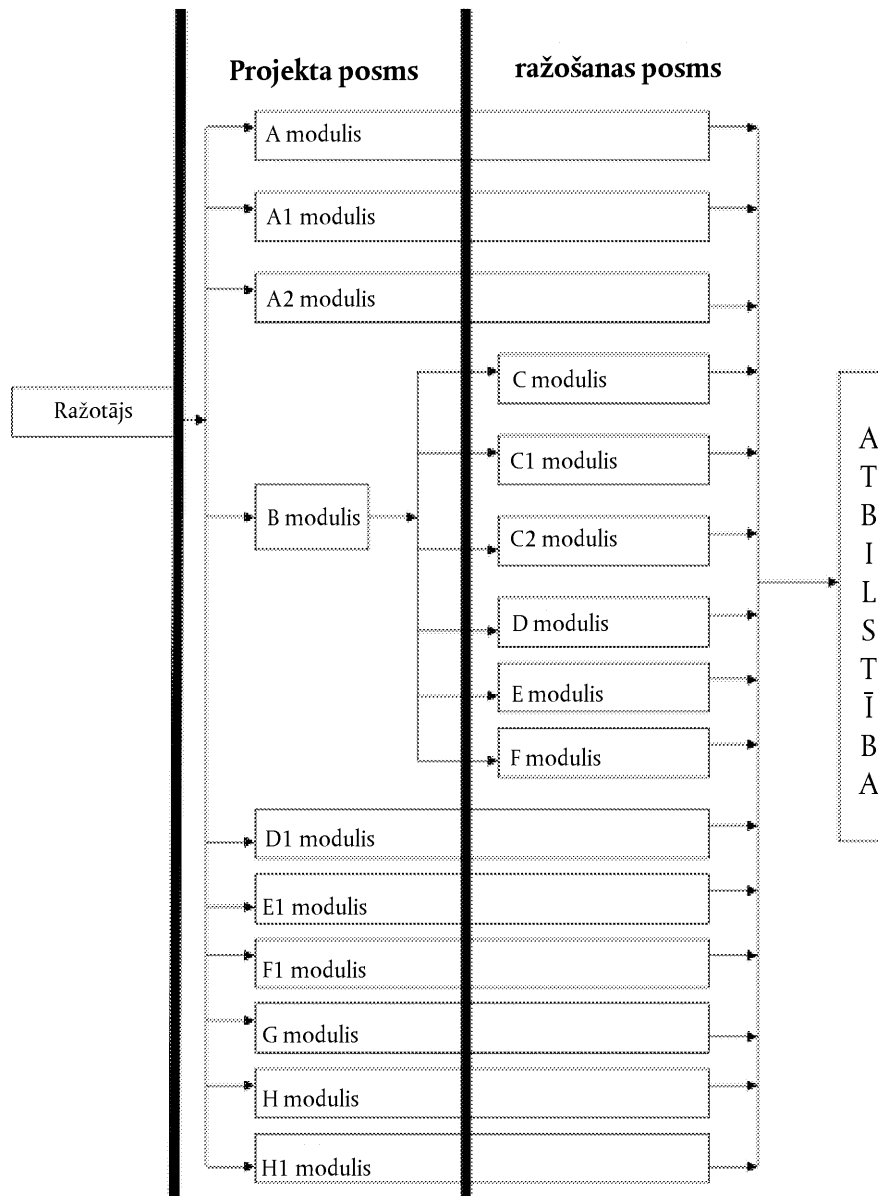 Projekta posms
ražošanas posms
A modulis
A1 modulis
A2 modulis
C modulis
Ražotājs
C1 modulis
B modulis
C2 modulis
D modulis
E modulis
F modulis
D1 modulis
E1 modulis
F1 modulis
G modulis
H modulis
H1 modulis
A
T
B
I
L
S
T
Ī
B
A